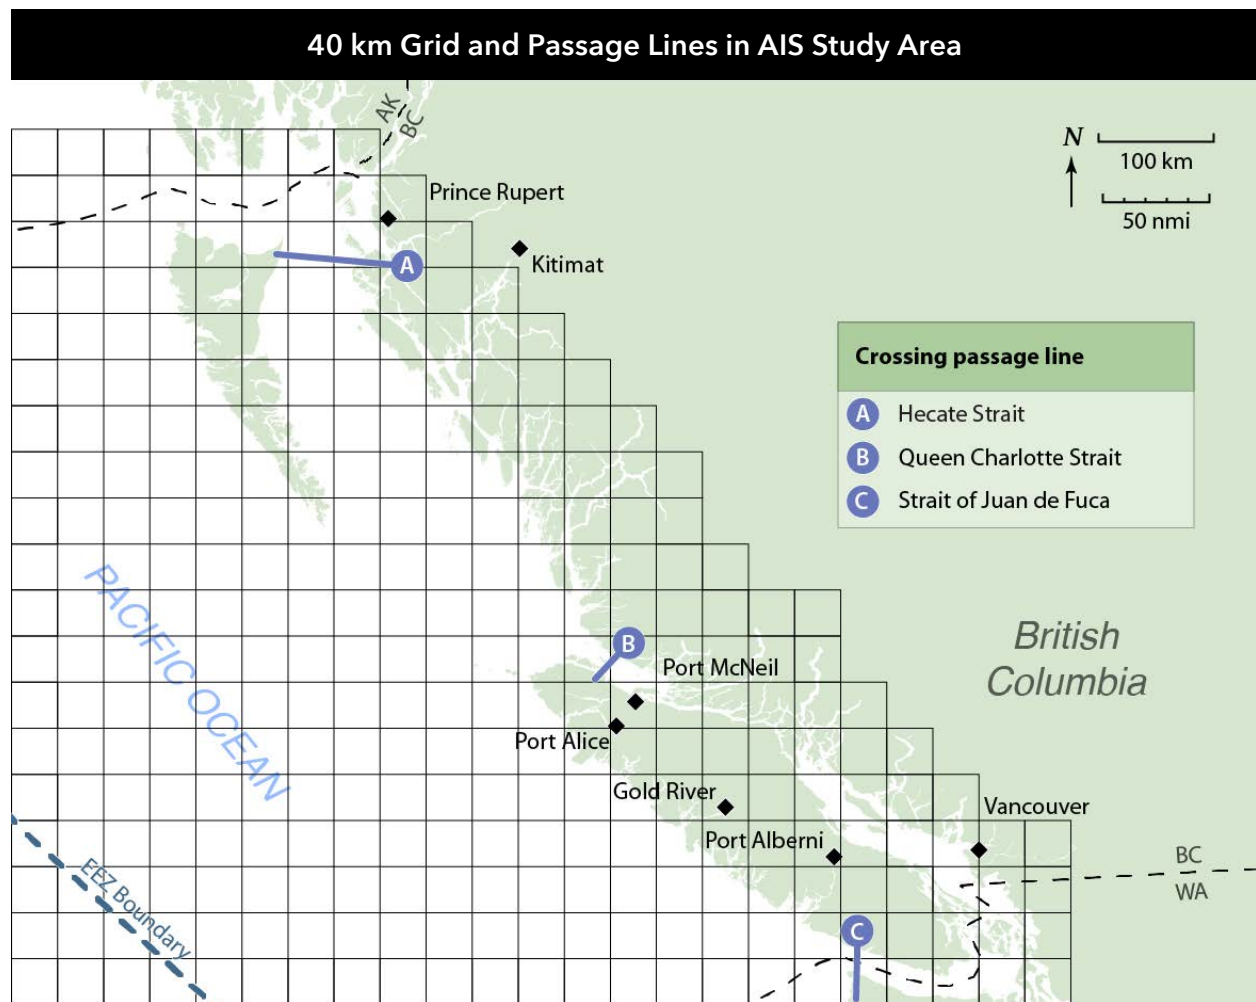 40 km Grid and Passage Lines in AIS Study Area
AK
BC
N
100 km
50 nmi
Prince Rupert
A
Kitimat
Crossing passage line
A Hecate Strait
B Queen Charlotte Strait
C Strait of Juan de Fuca
PACIFIC OCEAN
B
Port McNeil
British
Columbia
Port Alice
Gold River
Vancouver
Port Alberni
BC
WA
EEZ Boundary
C